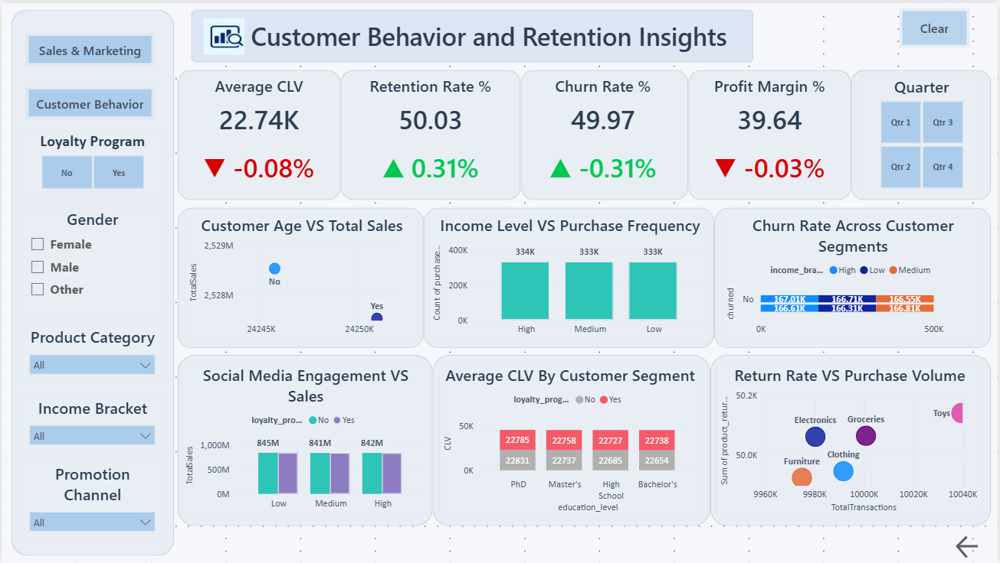 Customer Behavior and Retention Insights
Clear
Sales & Marketing
Customer Behavior
Loyalty Program
No
Yes
Gender
Female
Male
Other
Product Category
All
Income Bracket
All
Promotion
Channel
All
Average CLV
22.74K
-0.08%
Retention Rate %
50.03
0.31%
Churn Rate %
49.97
-0.31%
Profit Margin %
39.64
-0.03%
Quarter
Qtr 1
Qtr 3
Qtr 2
Qtr 4
Customer Age VS Total Sales
TotalSales
2,529M
2,528M
No
Yes
24245K
24250K
Income Level VS Purchase Frequency
Count of purchase...
400K
200K
0K
334K
333K
333K
High
Medium
Low
Churn Rate Across Customer
Segments
income_bra...
High
Low
Medium
churned
No
167.01K
166.71K
166.55K
166.61K
166.31K
166.81K
0K
500K
Social Media Engagement VS
Sales
loyalty_pro...
No
Yes
TotalSales
1,000M
500M
0M
845M
841M
842M
Low
Medium
High
Average CLV By Customer Segment
loyalty_prog...
No
Yes
CLV
50K
0K
22785
22758
22727
22738
22831
22737
22685
22654
PhD
Master's
High
School
Bachelor's
education_level
Return Rate VS Purchase Volume
Sum of product_retur...
50.2K
50.0K
Toys
Electronics
Groceries
Clothing
Furniture
9960K
9980K
10000K
10020K
10040K
TotalTransactions